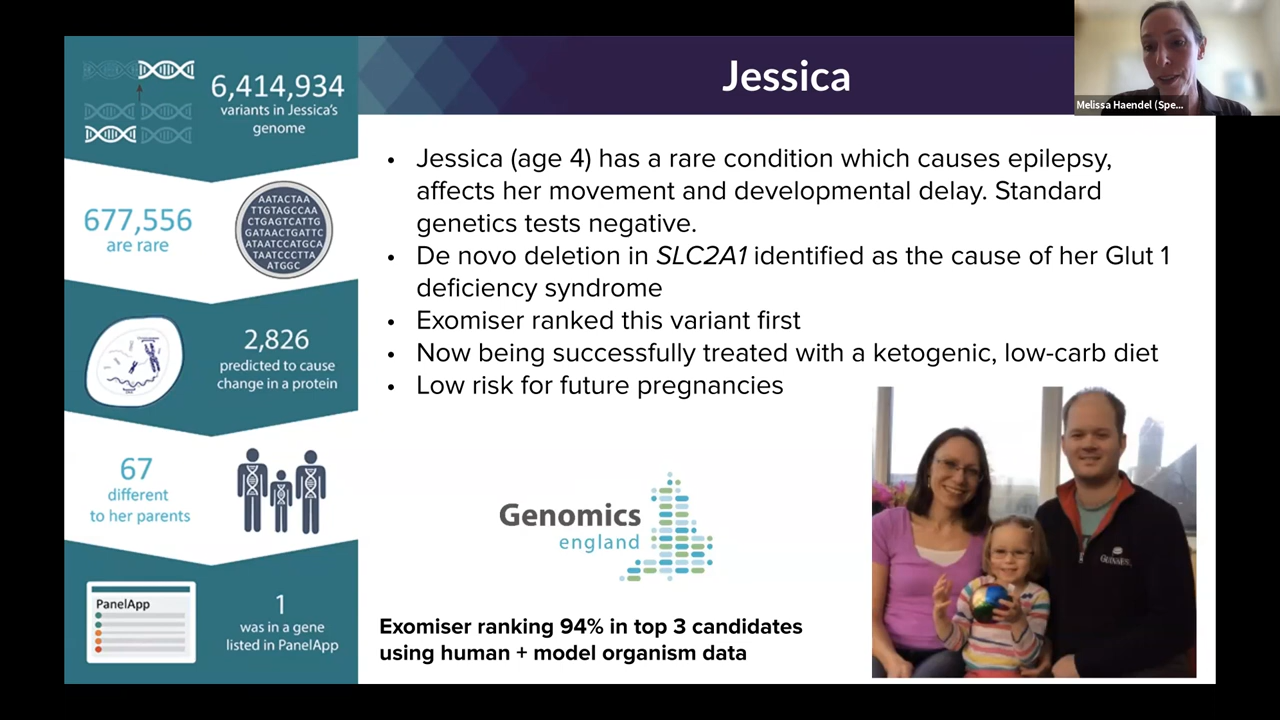 Jessica
Melissa Haendel (Spe...
6,414,934
variants in Jessica's
genome
677,556
are rare
AATACTAA
TTGTAGCCAA
CTGAGTCATTG
GATAACTGATTC
ATAATCCATGCA
TAATCCCTTA
ATGGC
2,826
predicted to cause
change in a protein
67
different
to her parents
PanelApp
1
was in a gene
listed in PanelApp
• Jessica (age 4) has a rare condition which causes epilepsy,
affects her movement and developmental delay. Standard
genetics tests negative.
• De novo deletion in SLC2A1 identified as the cause of her Glut 1
deficiency syndrome
• Exomiser ranked this variant first
• Now being successfully treated with a ketogenic, low-carb diet
• Low risk for future pregnancies
Genomics
england
Exomiser ranking 94% in top 3 candidates
using human + model organism data
GUINNESS